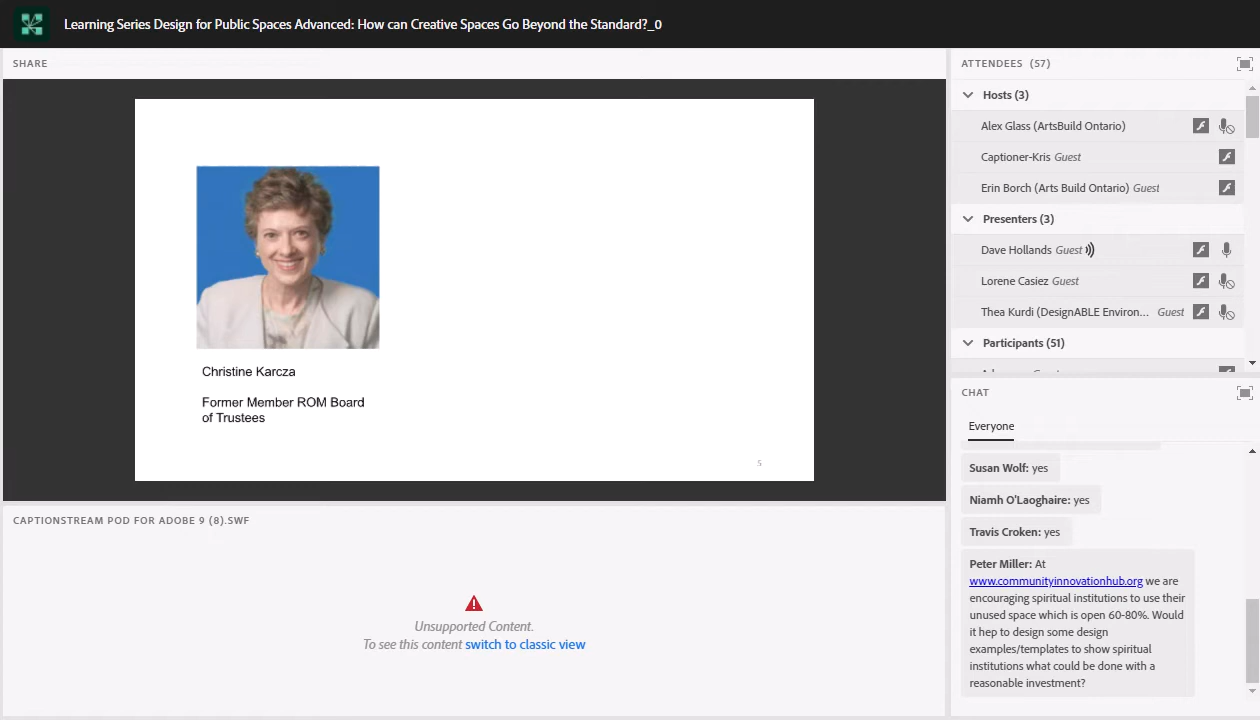 Learning Series Design for Public Spaces Advanced: How can Creative Spaces Go Beyond the Standard?_0
SHARE
Christine Karcza
Former Member ROM Board
of Trustees
5
CAPTIONSTREAM POD FOR ADOBE 9 (8).SWF
Unsupported Content.
To see this content switch to classic view
ATTENDEES (57)
Hosts (3)
Alex Glass (ArtsBuild Ontario)
Captioner-Kris Guest
Erin Borch (Arts Build Ontario) Guest
Presenters (3)
Dave Hollands Guest
Lorene Casiez Guest
Thea Kurdi (DesignABLE Environ... Guest
Participants (51)
CHAT
Everyone
Susan Wolf: yes
Niamh O'Laoghaire: yes
Travis Croken: yes
Peter Miller: At
www.communityinnovationhub.org we are
encouraging spiritual institutions to use their
unused space which is open 60-80%. Would
it hep to design some design
examples/templates to show spiritual
institutions what could be done with a
reasonable investment?